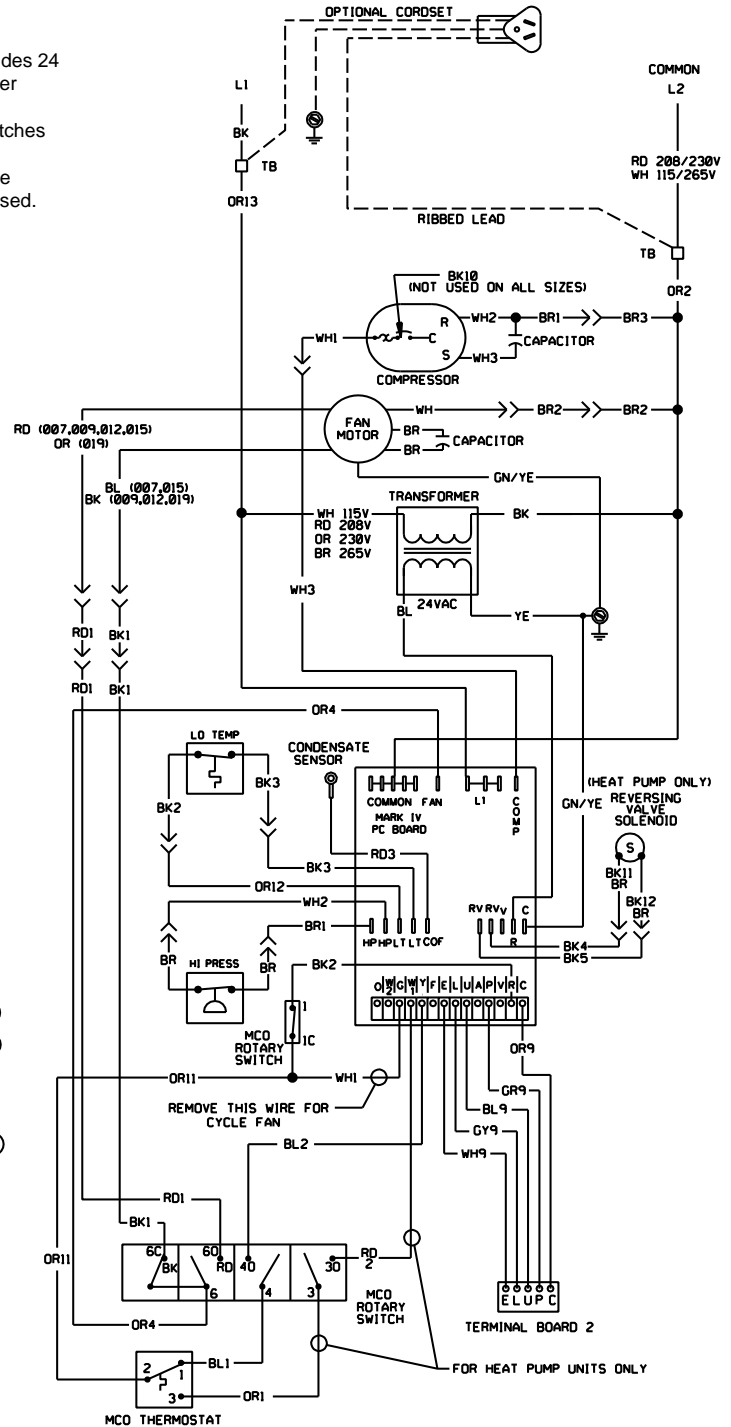 OPTIONAL CORDSET
des 24
er
tches
e
sed.
L1
COMMON
L2
BK
TB
RD 208/230V
WH 115/265V
OR13
RIBBED LEAD
TB
OR2
BK10
(NOT USED ON ALL SIZES)
R
WH2
BR1
BR3
WH1
C
CAPACITOR
S
WH3
COMPRESSOR
RD (007,009,012,015)
OR (019)
FAN
MOTOR
WH
BR2
BR2
BR
CAPACITOR
BR
BL (007,015)
BK (009,012,019)
GN/YE
TRANSFORMER
WH 115V
RD 208V
OR 230V
BR 265V
BK
WH3
BL
24VAC
YE
RD1
BK1
RD1
BK1
OR4
LO TEMP
CONDENSATE
SENSOR
BK2
BK3
COMMON
FAN
L1
COMP
MARK IV
PC BOARD
GN/YE
(HEAT PUMP ONLY)
REVERSING
VALVE
SOLENOID
S
RD3
BK3
OR12
WH2
BK11
BR
BK12
BR
RV RV V C
R
BR1
HP HP LT LT COF
BK4
BK5
BR
HI PRESS
BR
BK2
O W2 G W1 Y F E L U A P V R C
1
1C
MCO
ROTARY
SWITCH
OR9
OR11
WH1
GR9
REMOVE THIS WIRE FOR
CYCLE FAN
BL9
BL2
GY9
WH9
RD1
BK1
OR11
6C
BK
60
RD
40
30
RD
2
6
4
3
MCO
ROTARY
SWITCH
E L U P C
TERMINAL BOARD 2
OR4
2
1
BL1
3
OR1
FOR HEAT PUMP UNITS ONLY
MCO THERMOSTAT
)
)
)